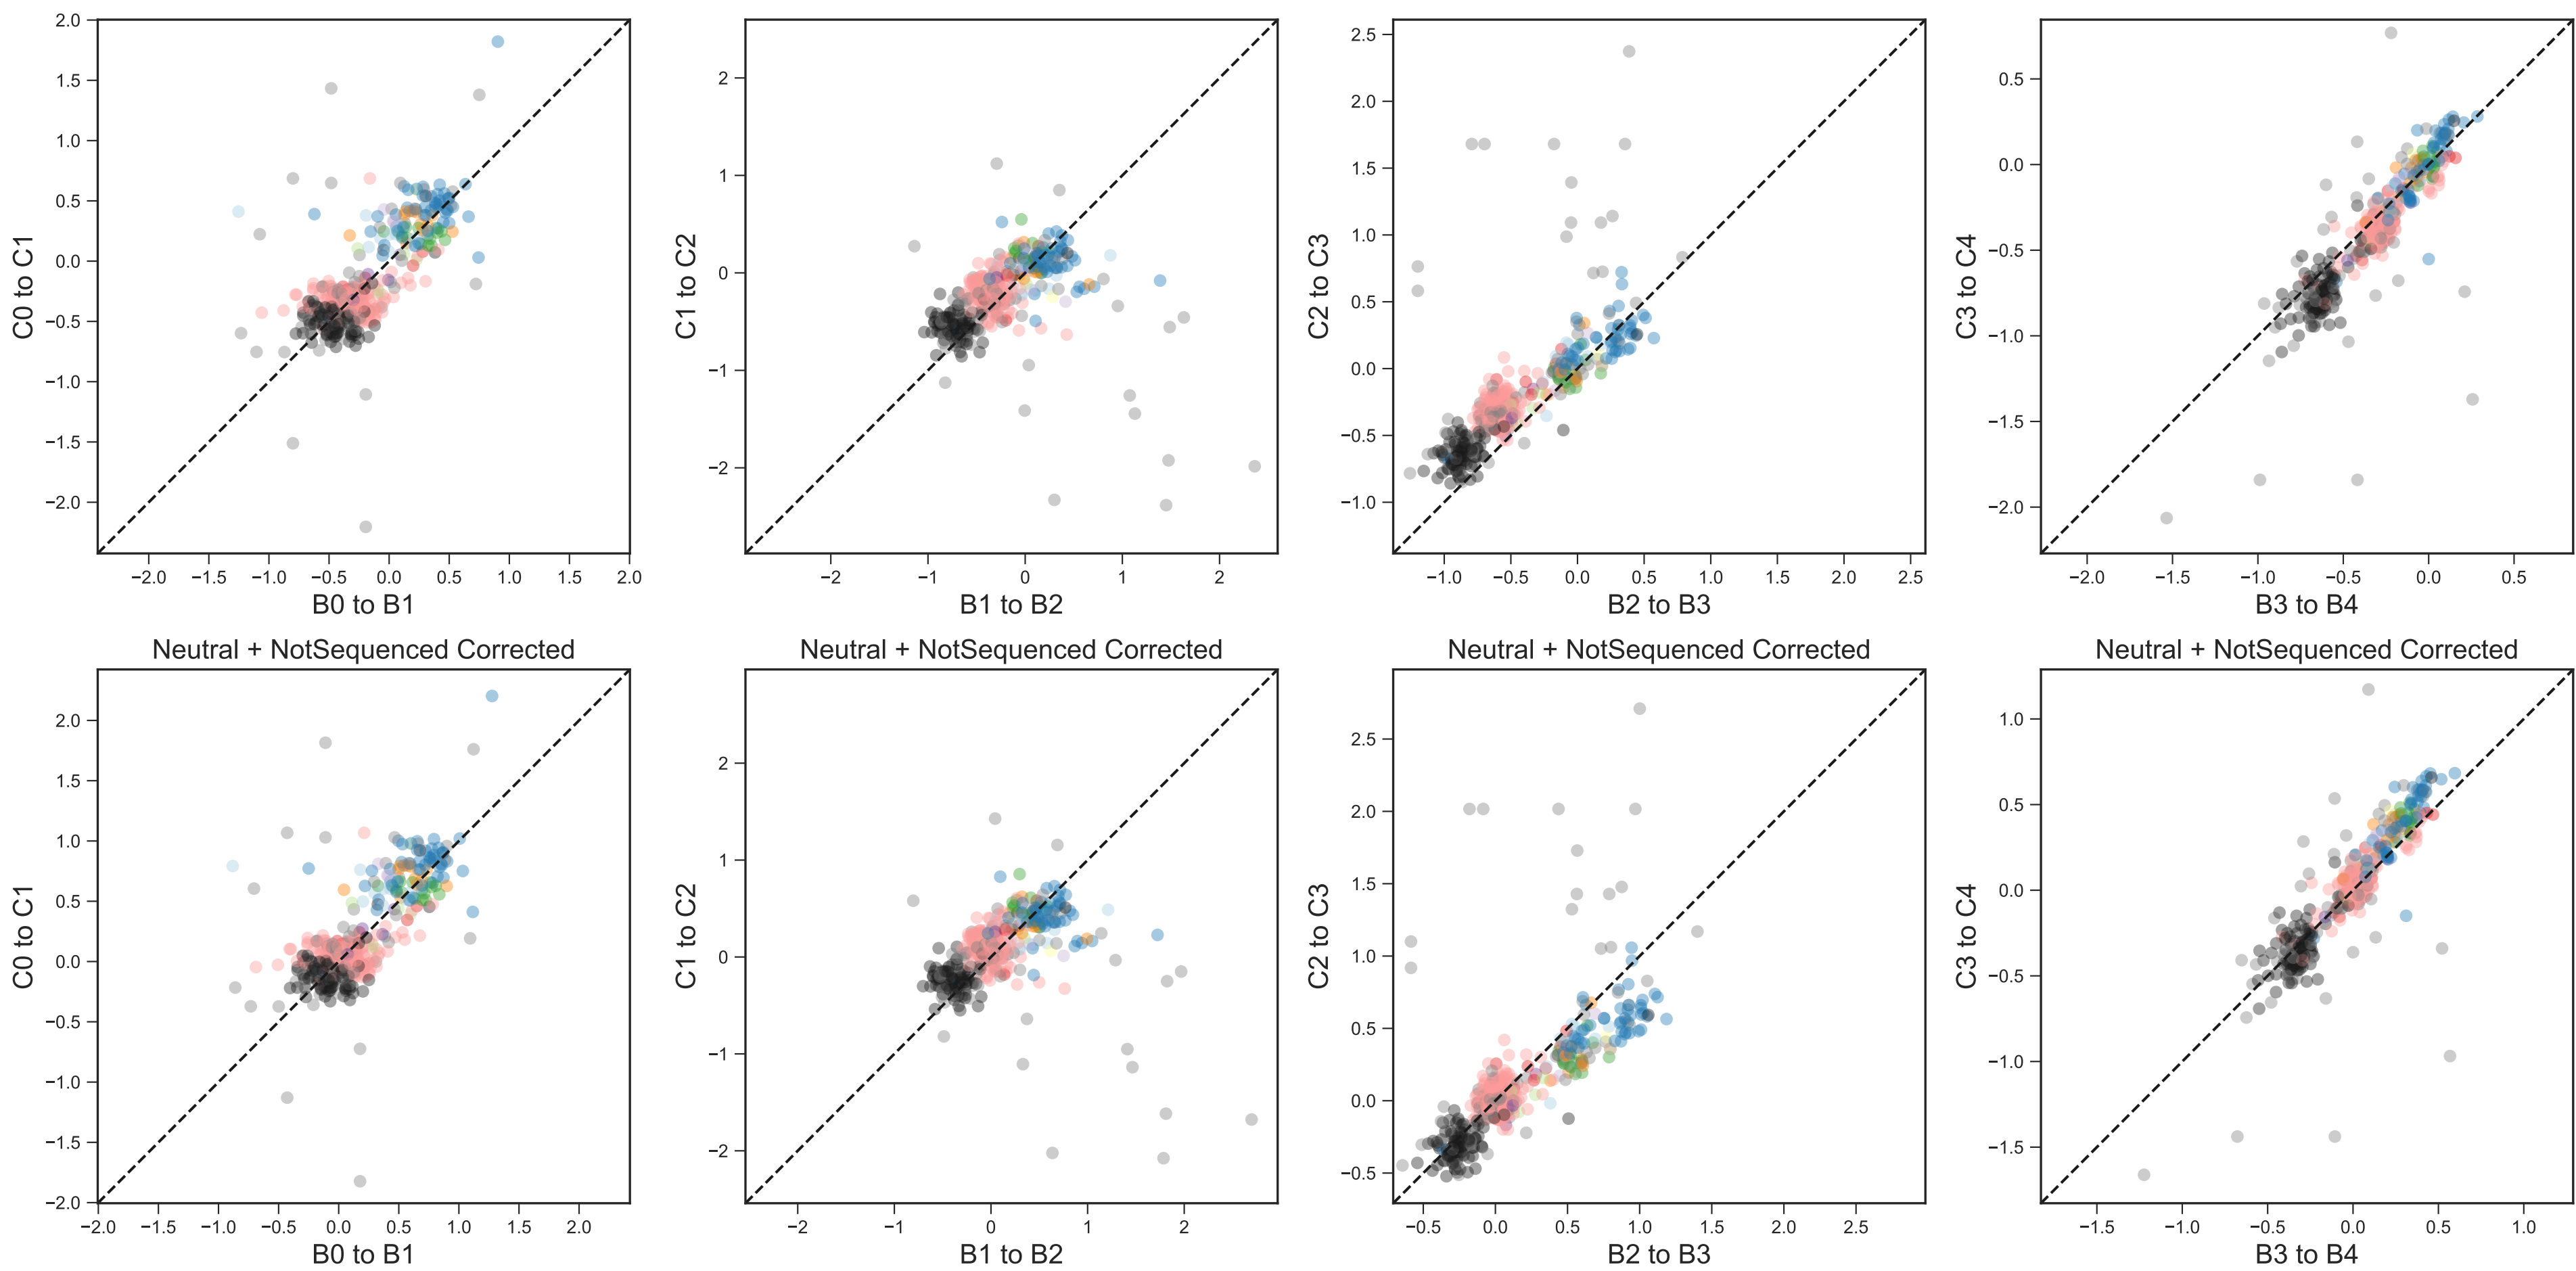 2.0
1.5
1.0
0.5
0.0
−0.5
−1.0
−1.5
−2.0
C0 to C1
−2.0 −1.5 −1.0 −0.5 0.0 0.5 1.0 1.5 2.0
B0 to B1
2
1
0
−1
−2
C1 to C2
−2 −1 0 1 2
B1 to B2
2.5
2.0
1.5
1.0
0.5
0.0
−0.5
−1.0
C2 to C3
−1.0 −0.5 0.0 0.5 1.0 1.5 2.0 2.5
B2 to B3
0.5
0.0
−0.5
−1.0
−1.5
−2.0
C3 to C4
−2.0 −1.5 −1.0 −0.5 0.0 0.5
B3 to B4
Neutral + NotSequenced Corrected
2.0
1.5
1.0
0.5
0.0
−0.5
−1.0
−1.5
−2.0
C0 to C1
−2.0 −1.5 −1.0 −0.5 0.0 0.5 1.0 1.5 2.0
B0 to B1
Neutral + NotSequenced Corrected
2
1
0
−1
−2
C1 to C2
−2 −1 0 1 2
B1 to B2
Neutral + NotSequenced Corrected
2.5
2.0
1.5
1.0
0.5
0.0
−0.5
C2 to C3
−0.5 0.0 0.5 1.0 1.5 2.0 2.5
B2 to B3
Neutral + NotSequenced Corrected
1.0
0.5
0.0
−0.5
−1.0
−1.5
C3 to C4
−1.5 −1.0 −0.5 0.0 0.5 1.0
B3 to B4